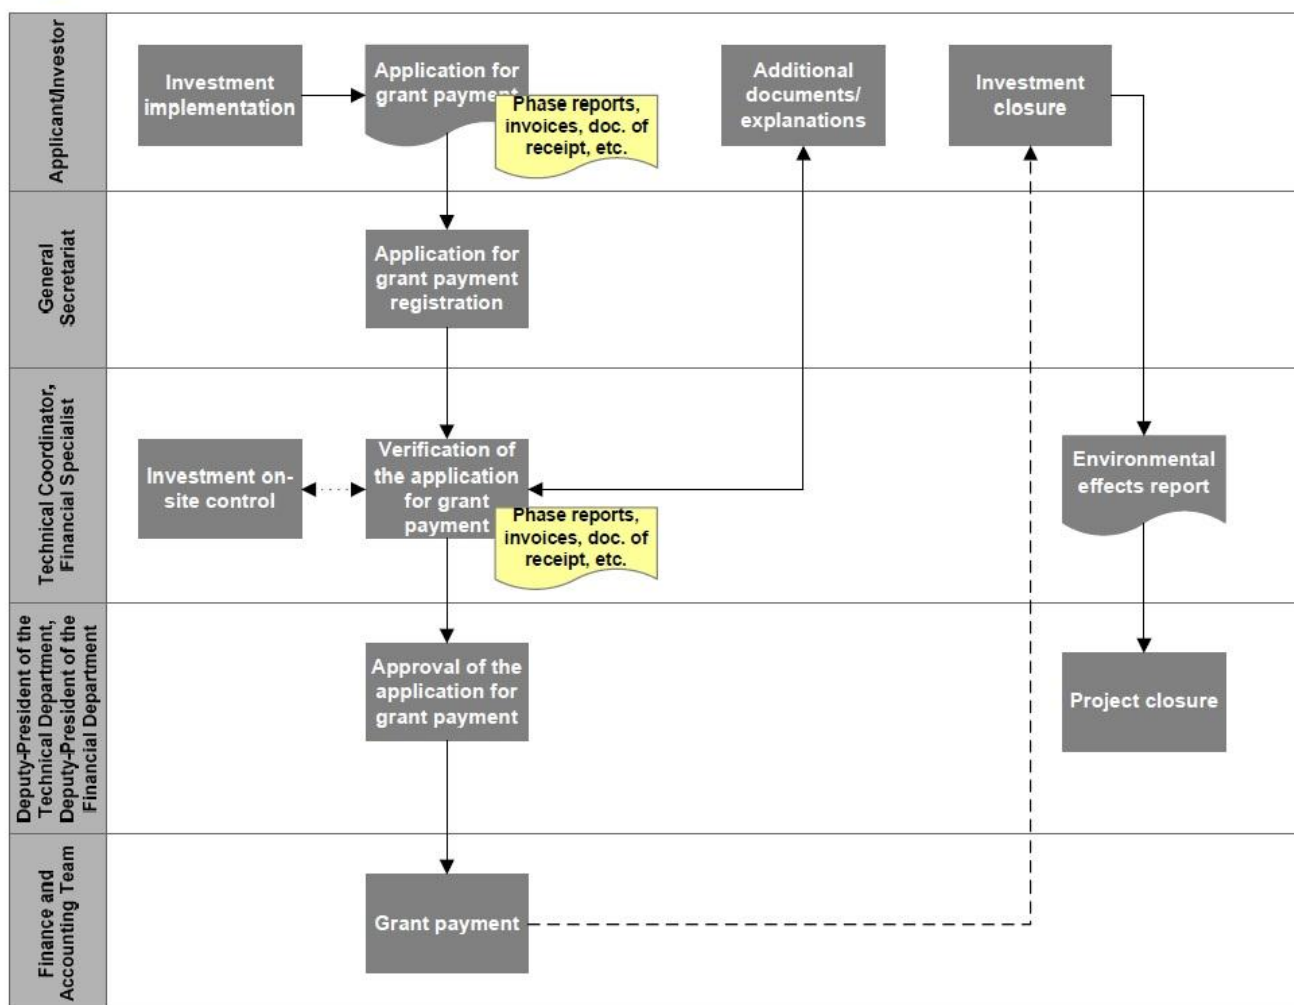 Applicant/Investor
Investment
implementation
Application for
grant payment
Phase reports,
invoices, doc. of
receipt, etc.
Additional
documents/
explanations
Investment
closure
General
Secretariat
Application for
grant payment
registration
Technical Coordinator,
Financial Specialist
Investment on-
site control
Verification of
the application
for grant
payment
Phase reports,
invoices, doc. of
receipt, etc.
Environmental
effects report
Deputy-President of the
Technical Department,
Deputy-President of the
Financial Department
Approval of the
application for
grant payment
Project closure
Finance and
Accounting Team
Grant payment